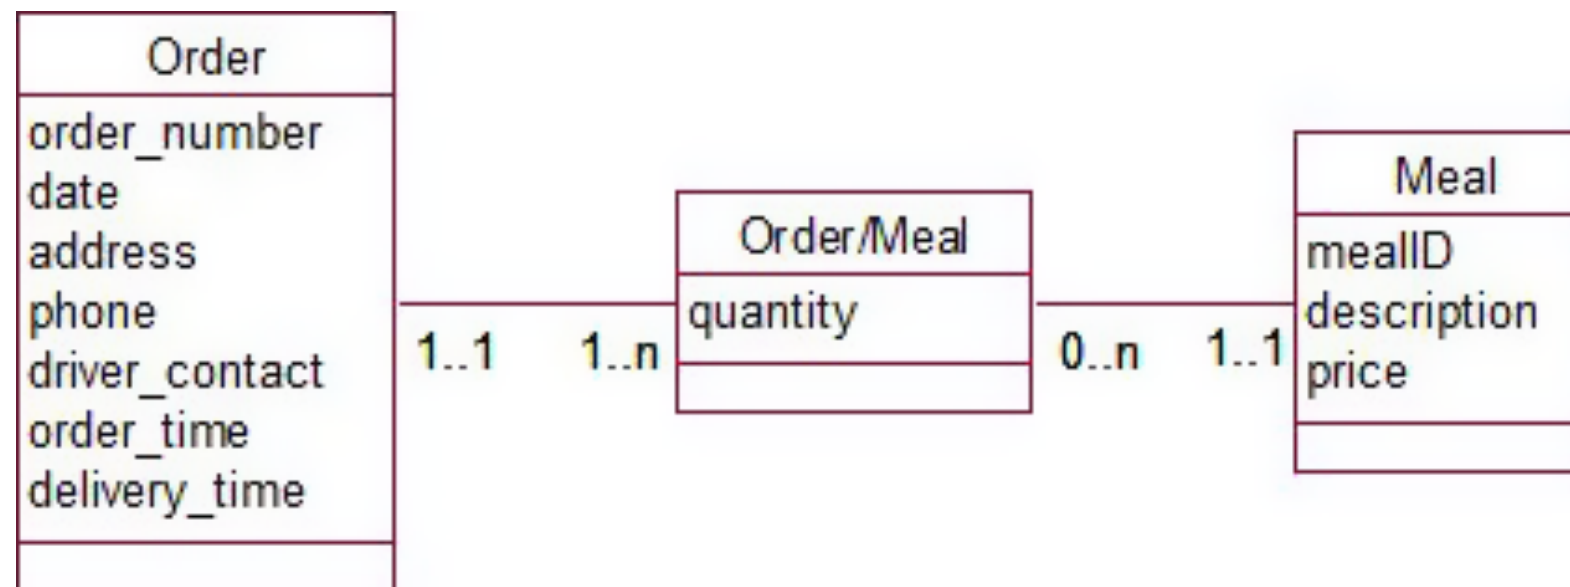 Order
order_number
date
address
phone
driver_contact
order_time
delivery_time
1..1
1..n
Order/Meal
quantity
0..n
1..1
Meal
mealID
description
price